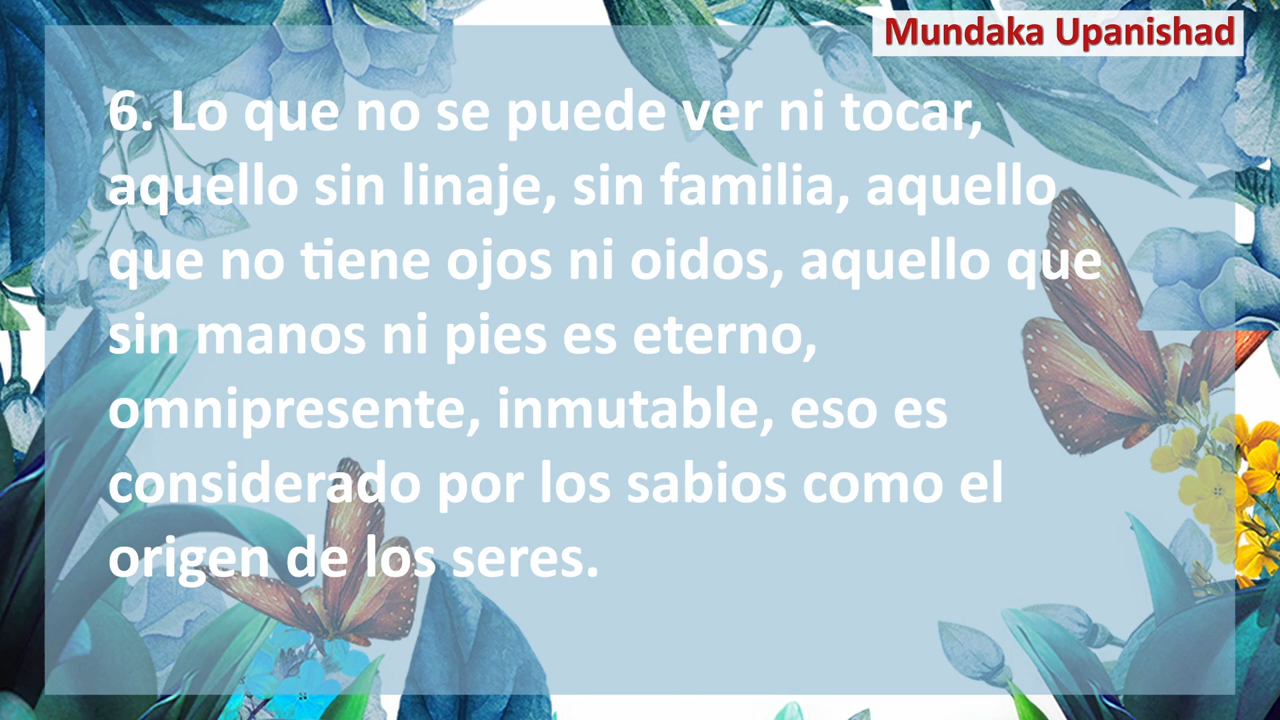 Mundaka Upanishad
6. Lo que no se puede ver ni tocar,
aquello sin linaje, sin familia, aquello
que no tiene ojos ni oidos, aquello que
sin manos ni pies es eterno,
omnipresente, inmutable, eso es
considerado por los sabios como el
origen de los seres.